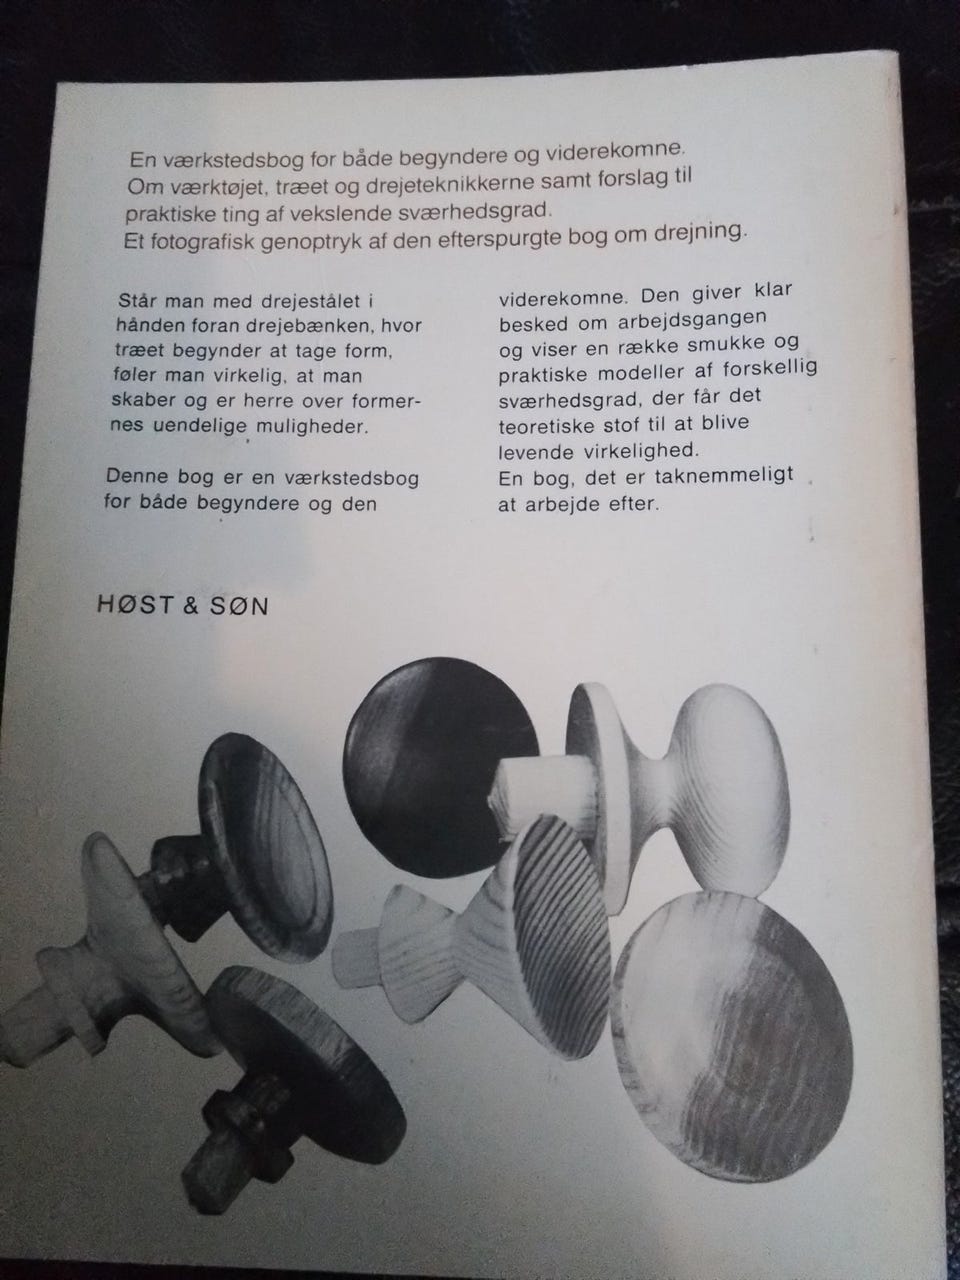 En værkstedsbog for både begyndere og viderekomne.
Om værktøjet, træet og drejeteknikkerne samt forslag til
praktiske ting af vekslende sværhedsgrad.
Et fotografisk genoptryk af den efterspurgte bog om drejning.
Står man med drejestålet i
hånden foran drejebænken, hvor
træet begynder at tage form,
føler man virkelig, at man
skaber og er herre over former-
nes uendelige muligheder.
Denne bog er en værkstedsbog
for både begyndere og den
viderekomne. Den giver klar
besked om arbejdsgangen
og viser en række smukke og
praktiske modeller af forskellig
sværhedsgrad, der får det
teoretiske stof til at blive
levende virkelighed.
En bog, det er taknemmeligt
at arbejde efter.
HØST & SØN